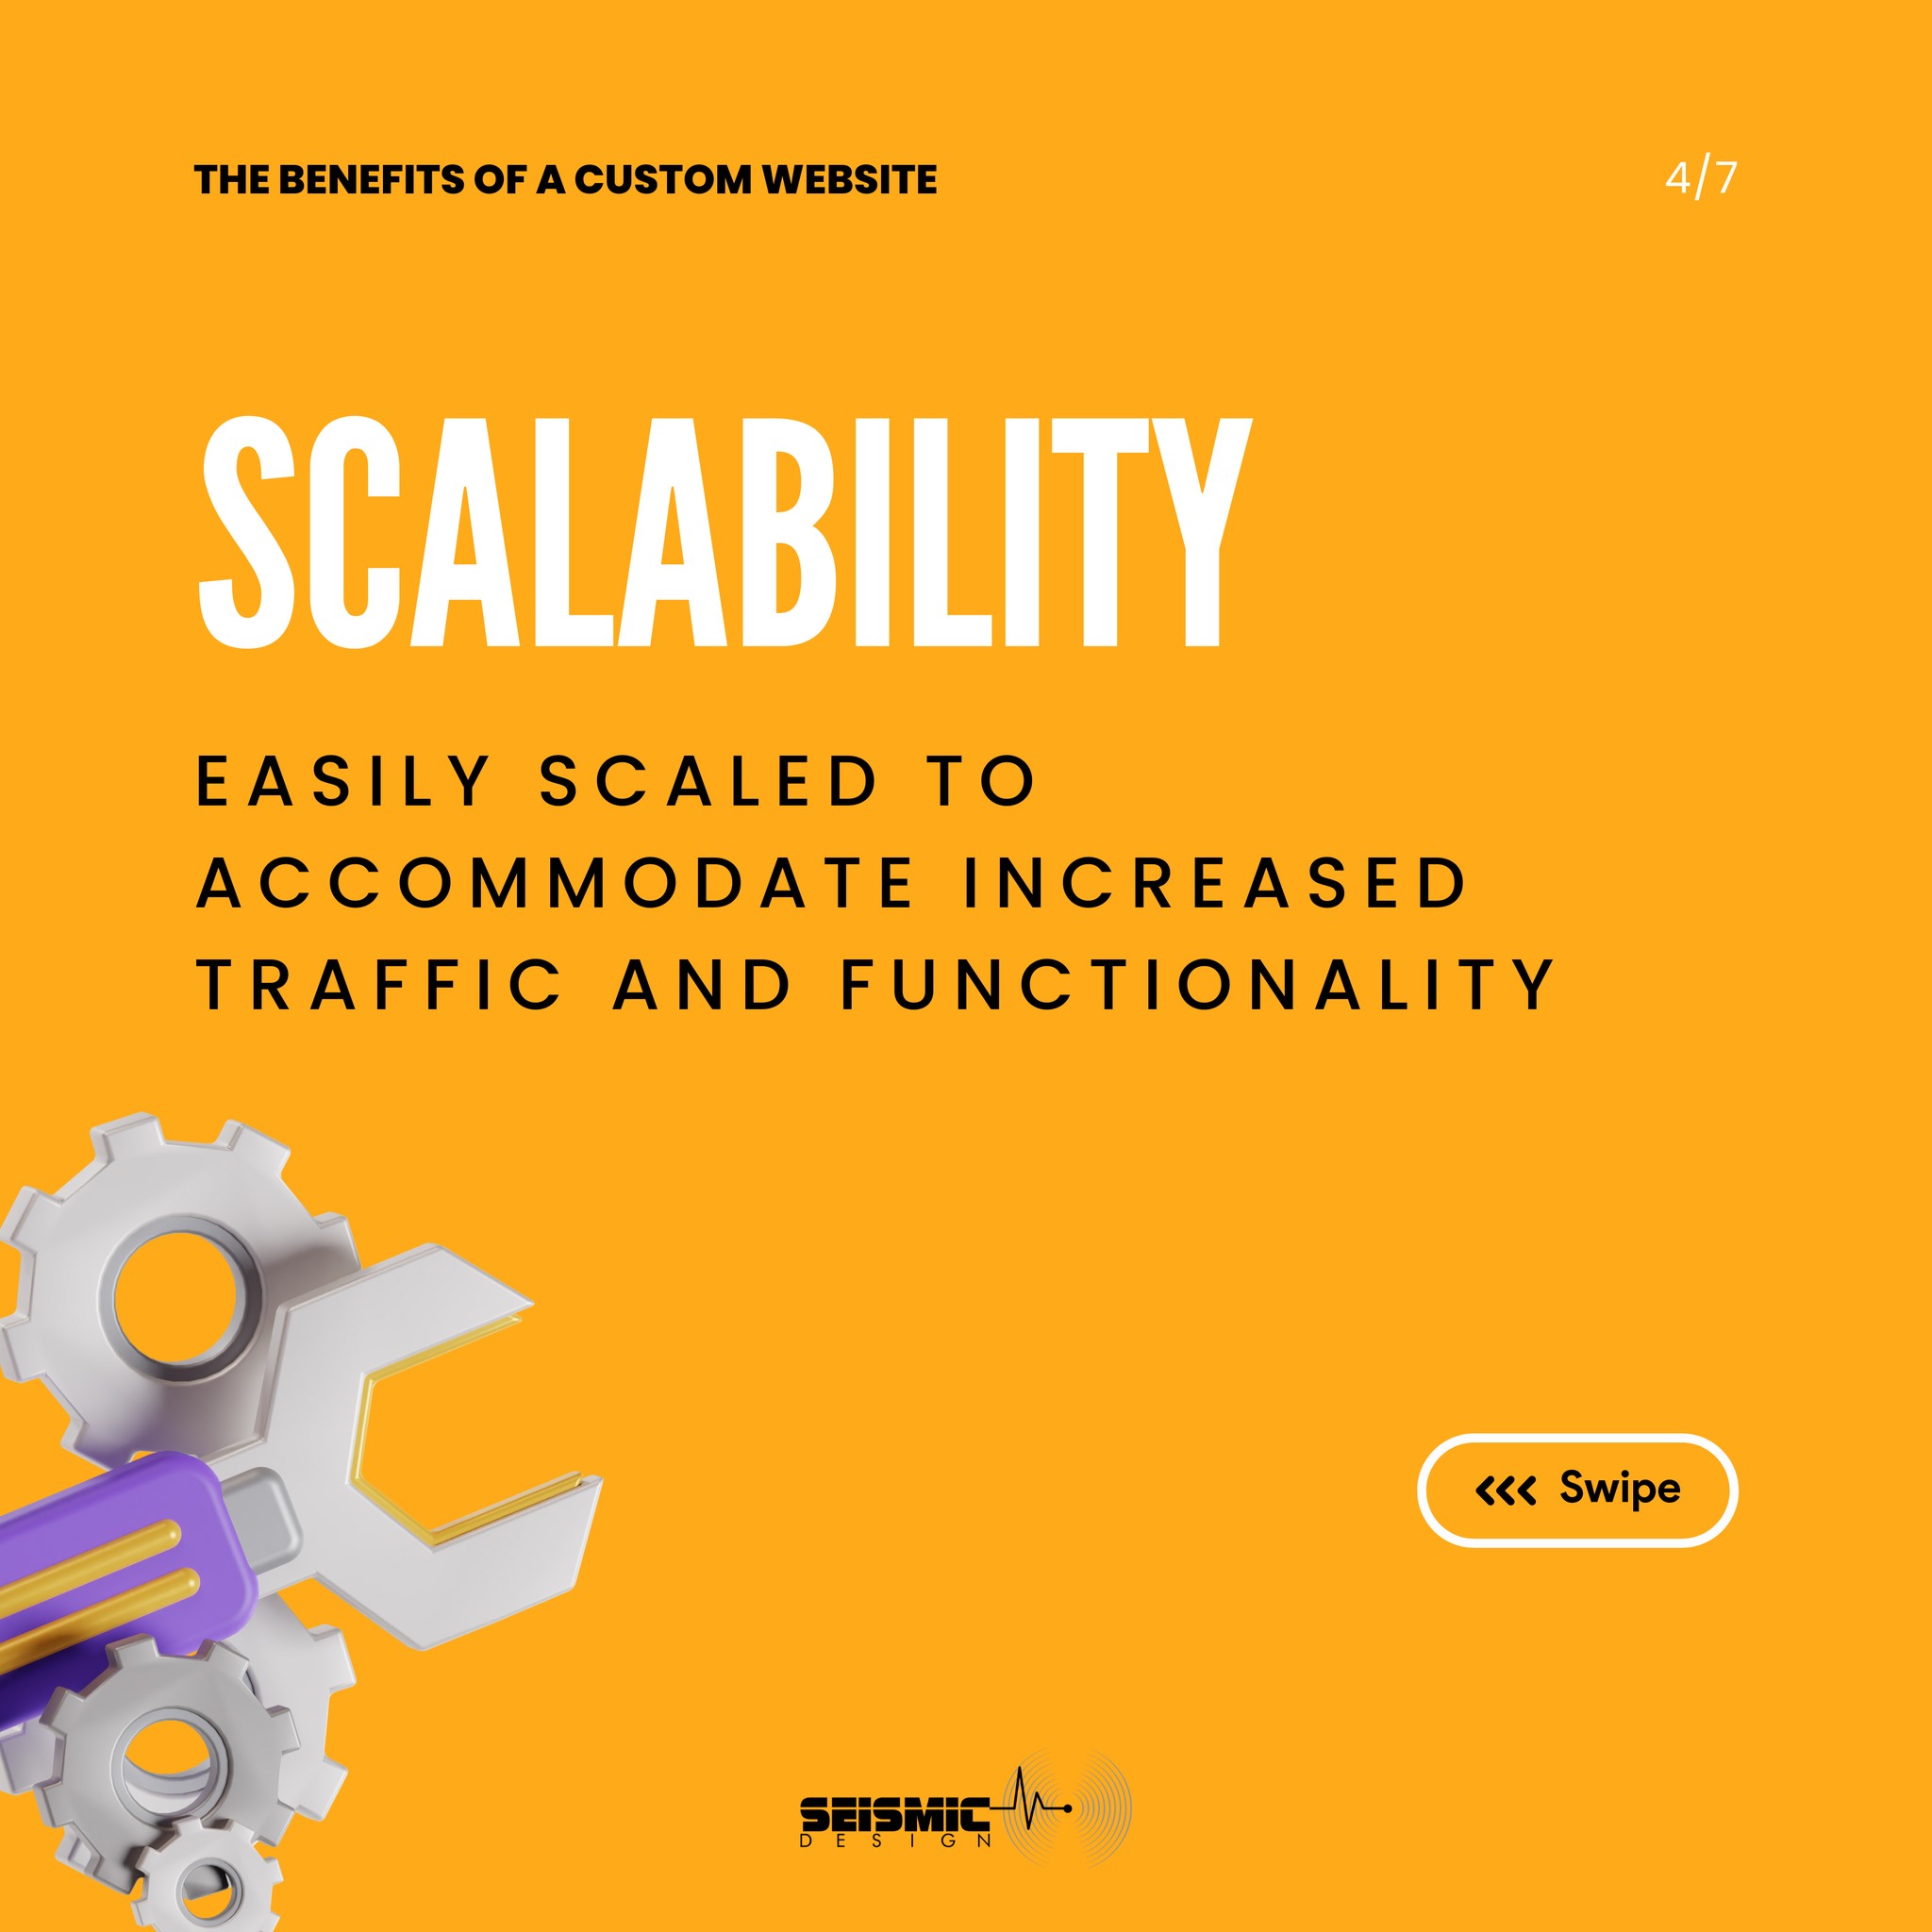 THE BENEFITS OF A CUSTOM WEBSITE
4/7
SCALABILITY
EASILY SCALED TO
ACCOMMODATE INCREASED
TRAFFIC AND FUNCTIONALITY
Swipe
SEISMIC
DESIGN